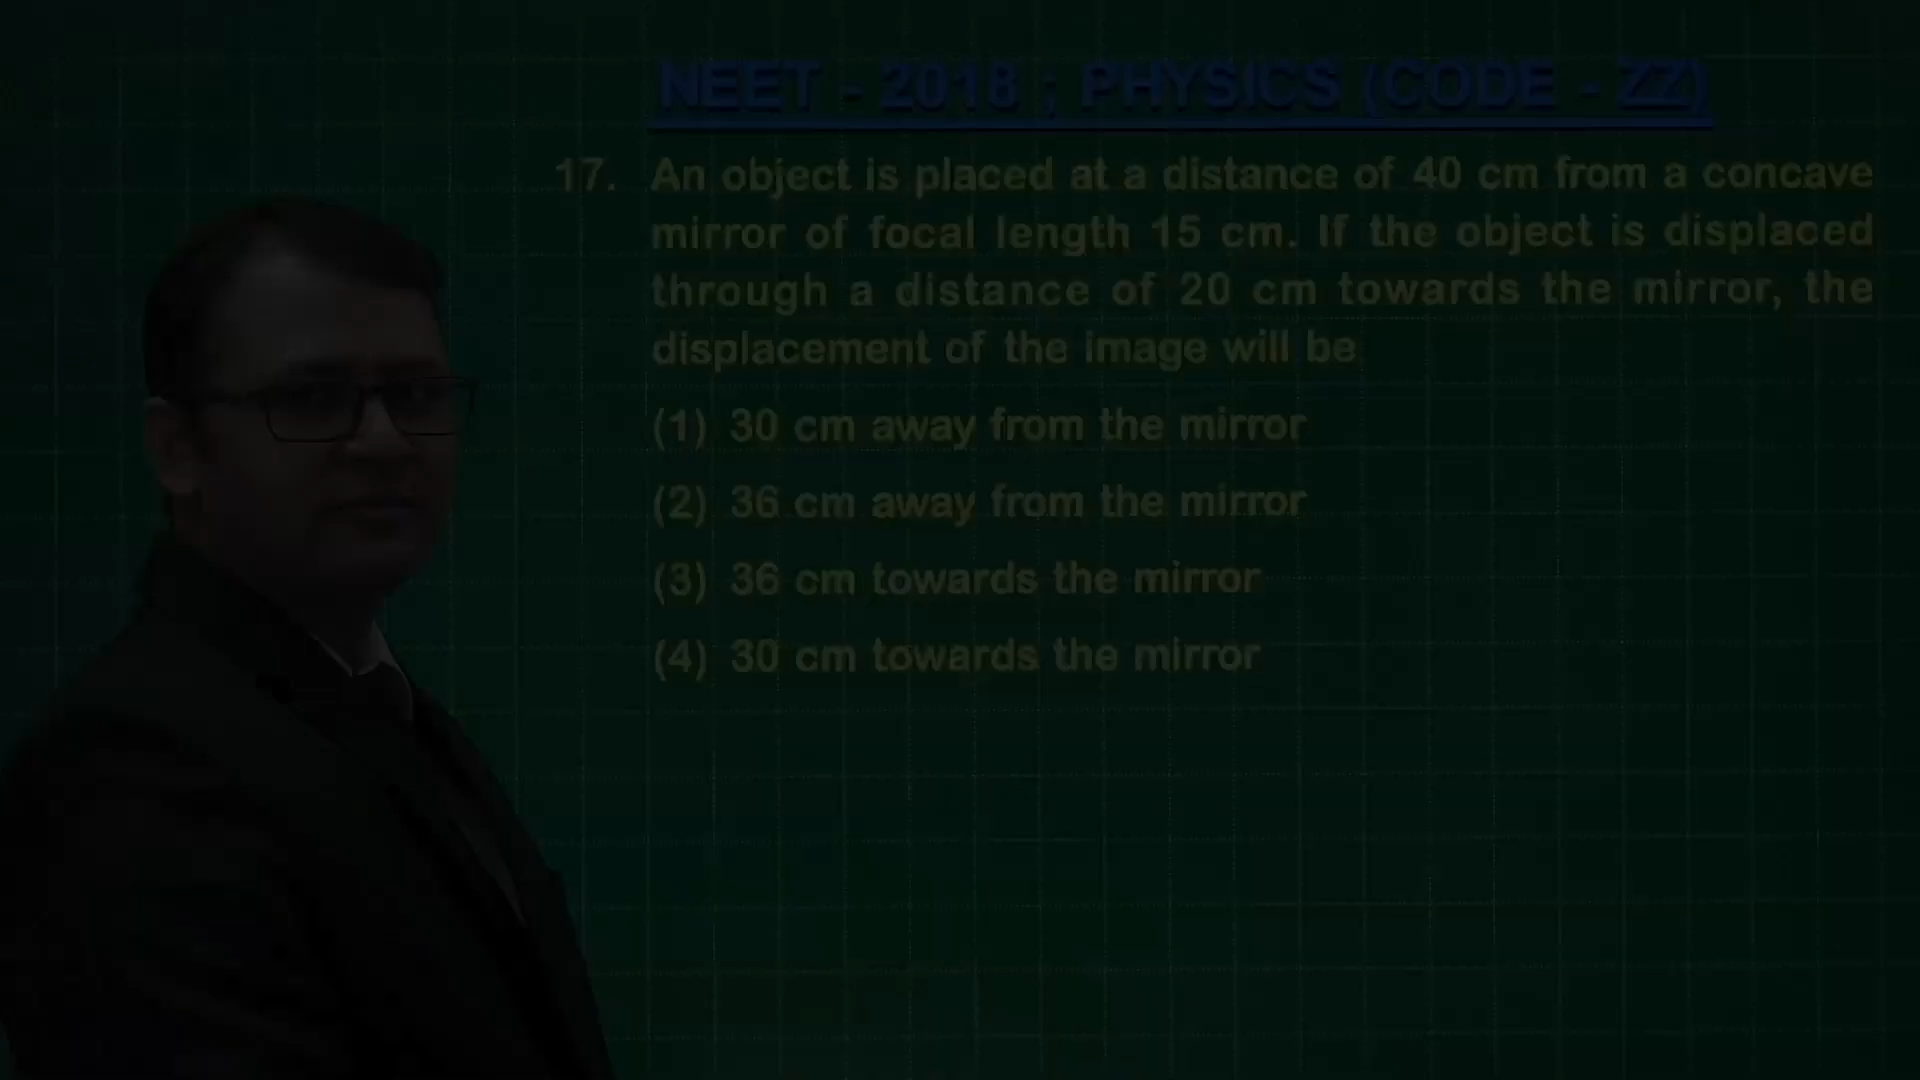 NEET - 2018 ; PHYSICS (CODE - ZZ)
17. An object is placed at a distance of 40 cm from a concave
mirror of focal length 15 cm. If the object is displaced
through a distance of 20 cm towards the mirror, the
displacement of the image will be
(1) 30 cm away from the mirror
(2) 36 cm away from the mirror
(3) 36 cm towards the mirror
(4) 30 cm towards the mirror